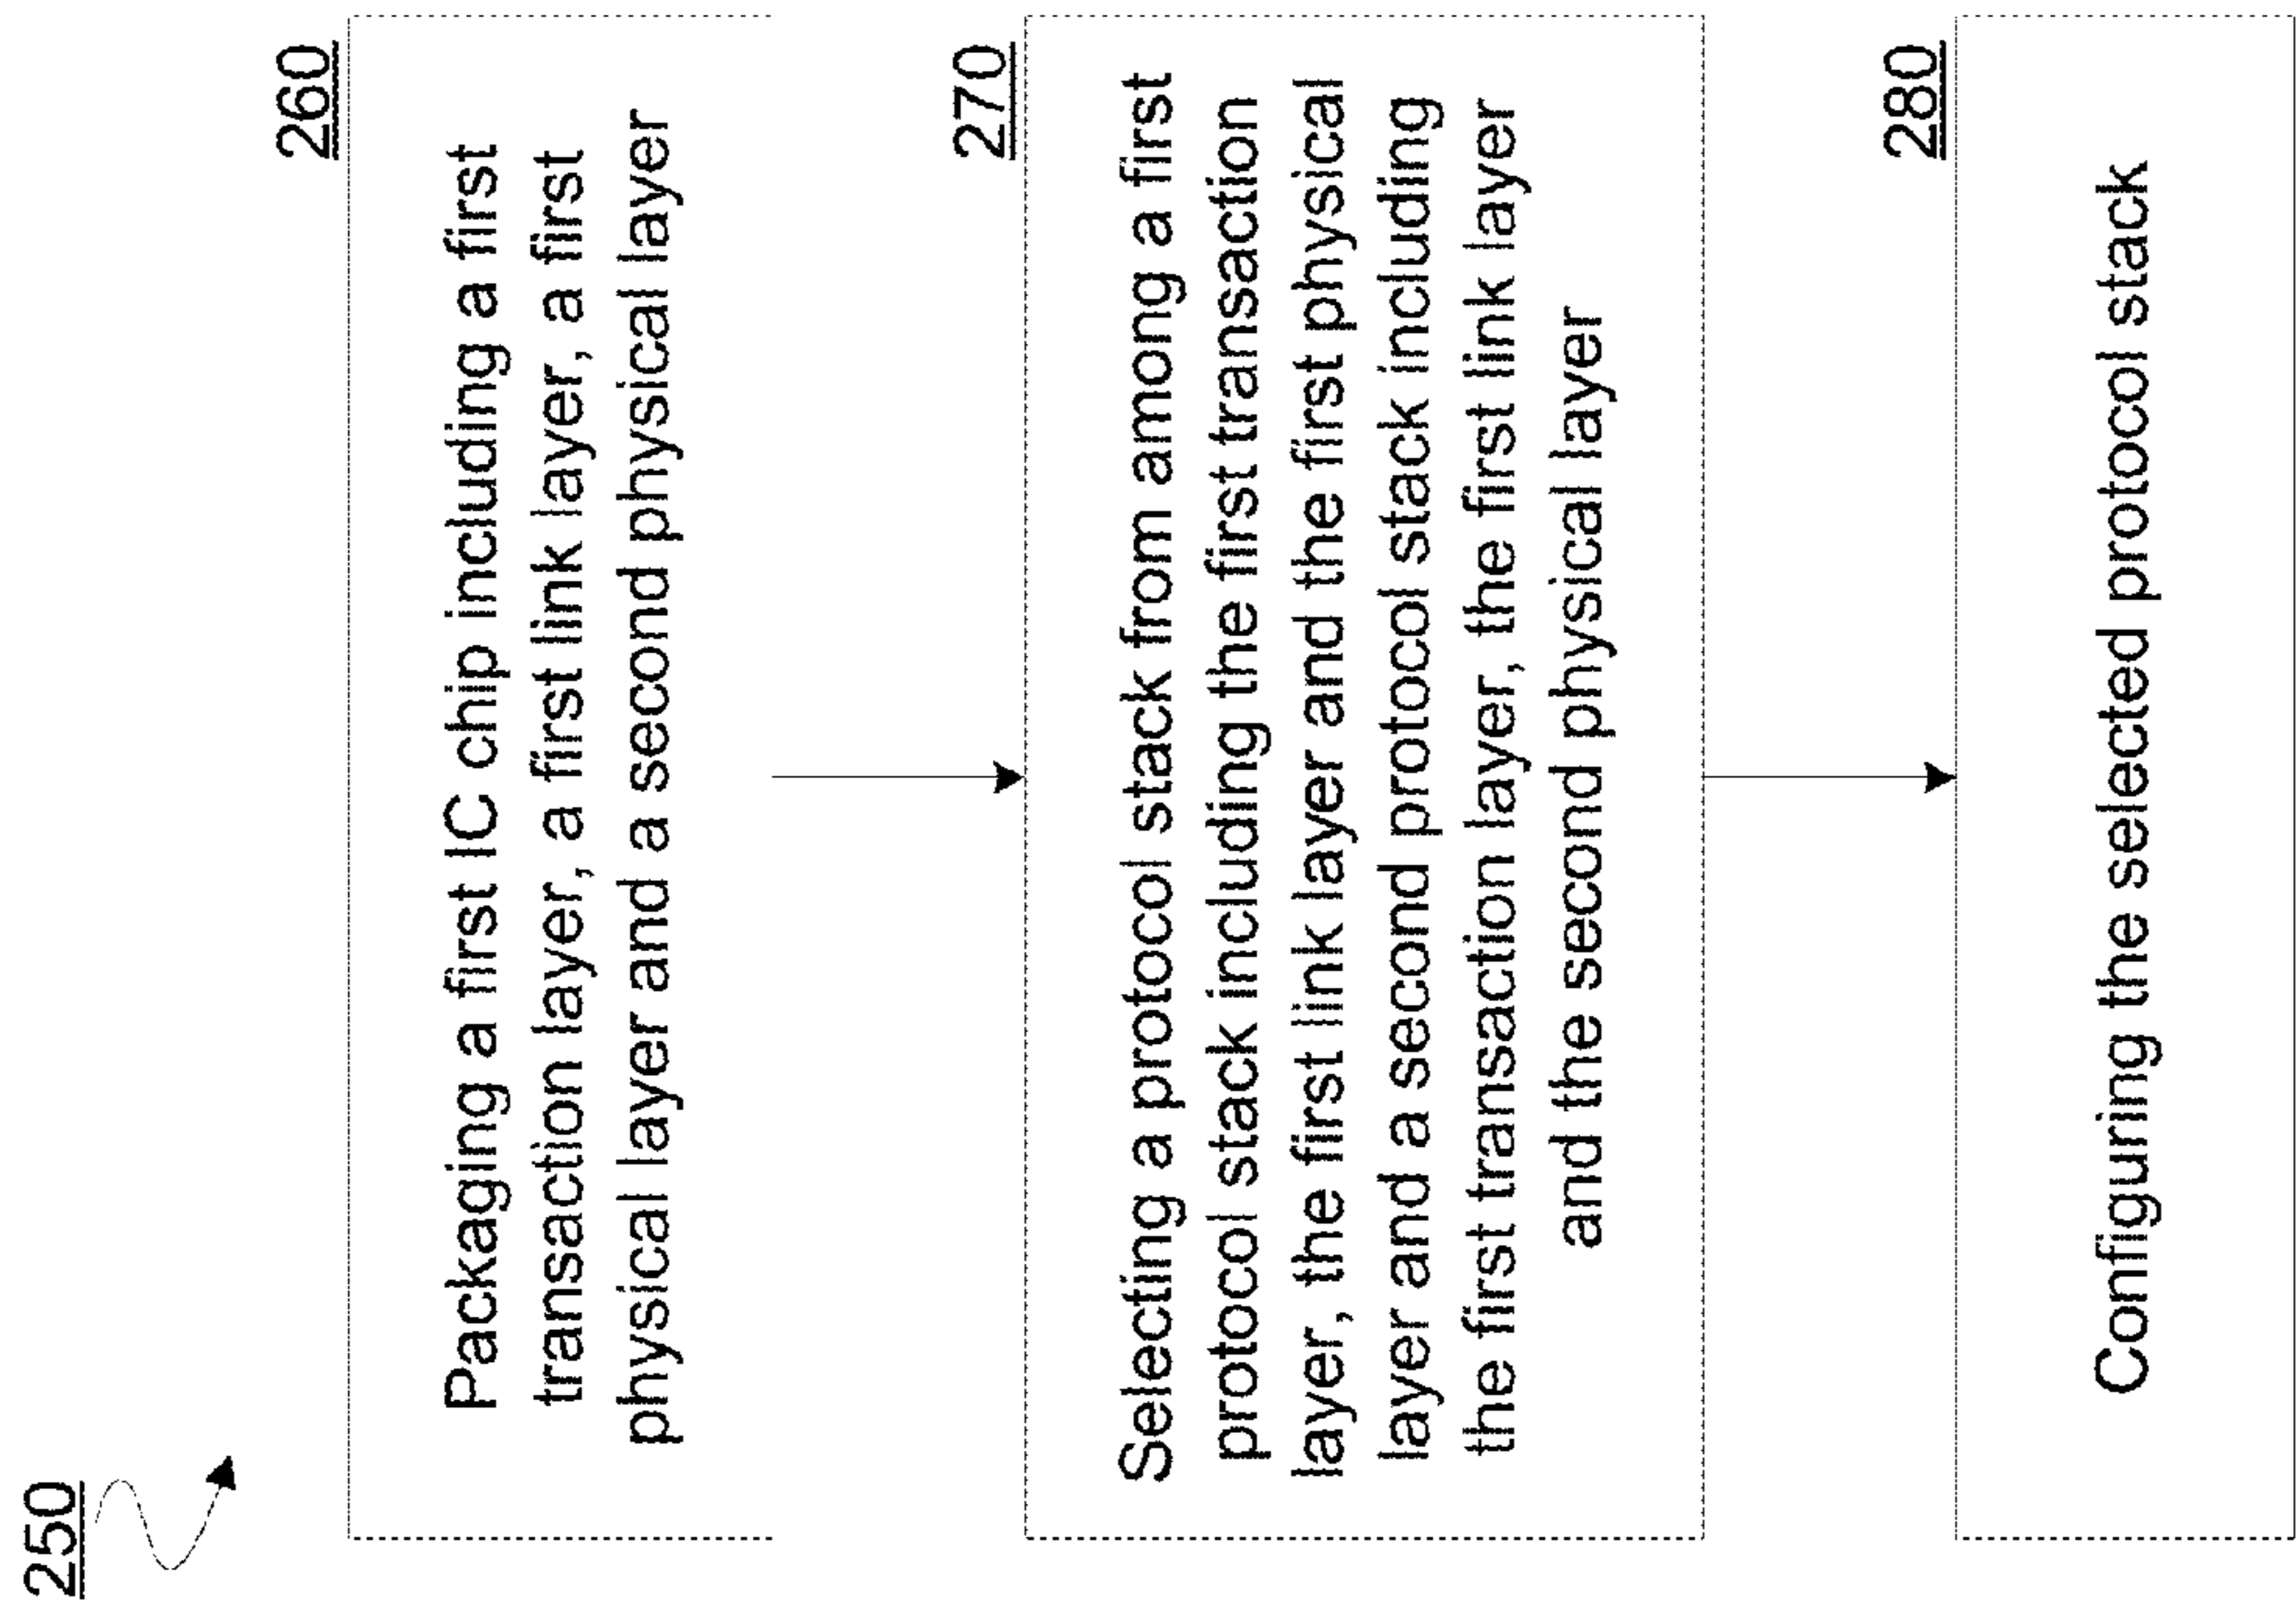 250
260
Packaging a first IC chip including a first
transaction layer, a first link layer, a first
physical layer and a second physical layer
270
Selecting a protocol stack from among a first
protocol stack including the first transaction
layer, the first link layer and the first physical
layer and a second protocol stack including
the first transaction layer, the first link layer
and the second physical layer
280
Configuring the selected protocol stack